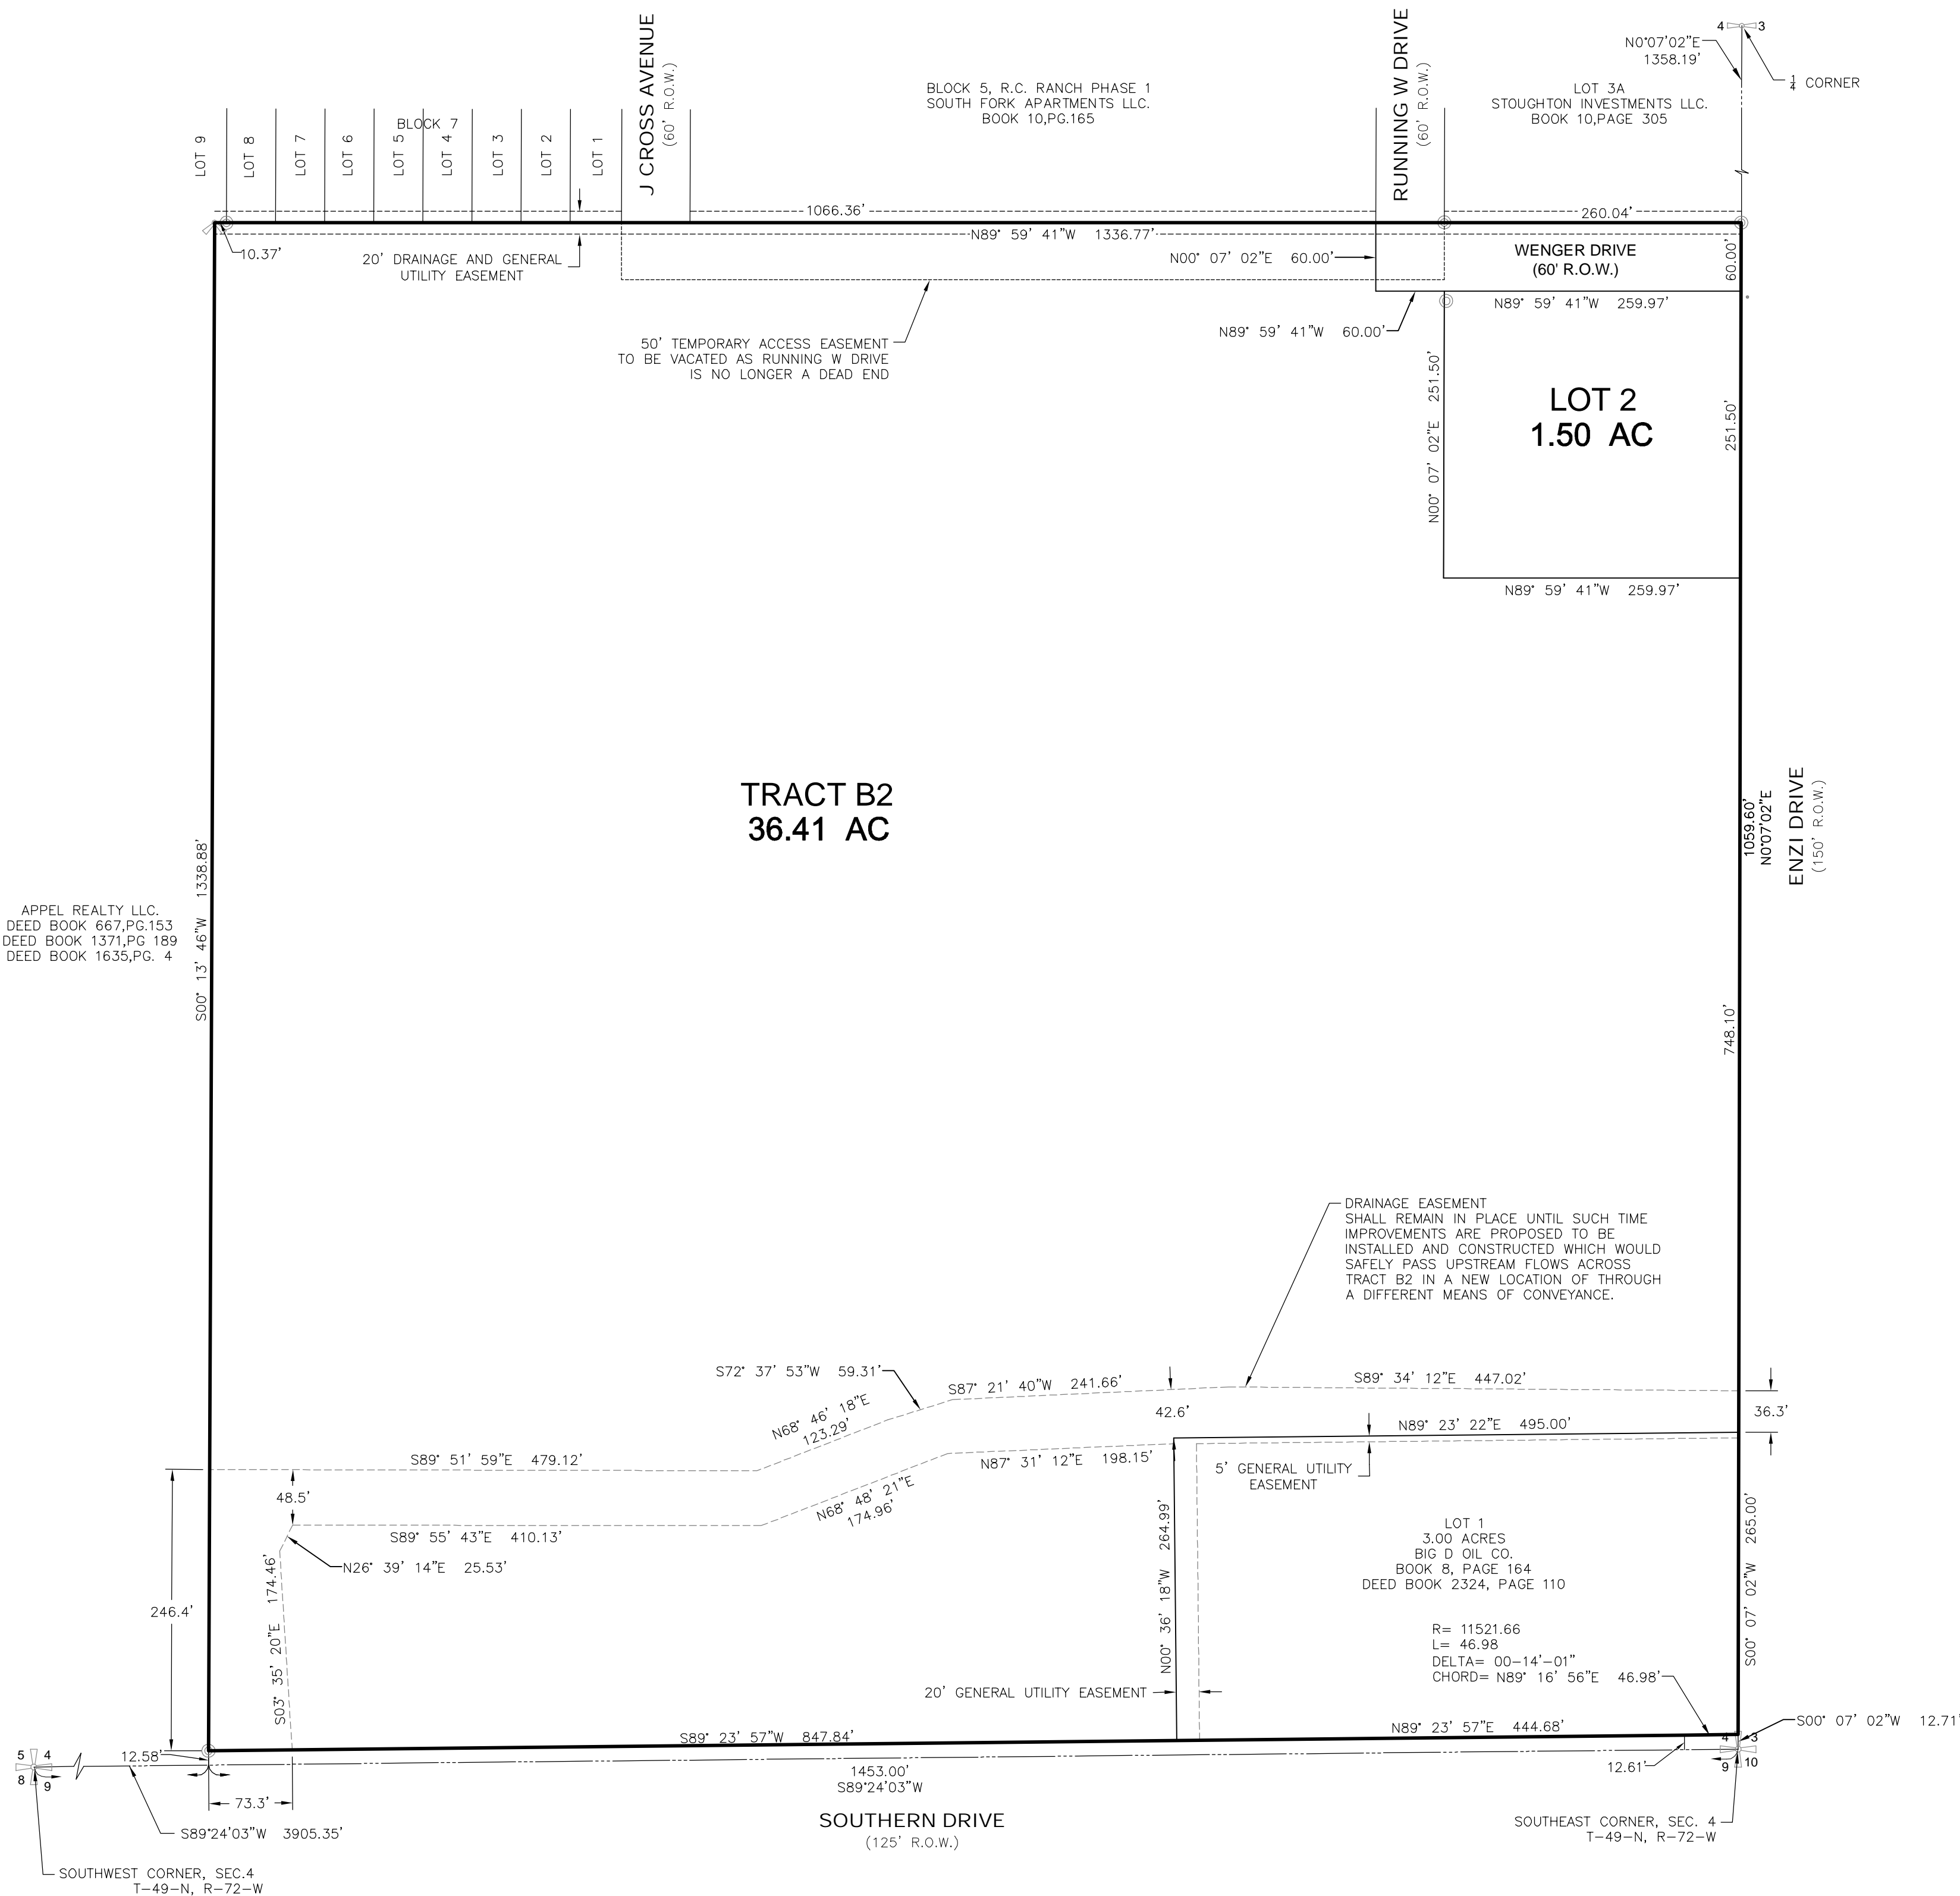 J CROSS AVENUE
(60' R.O.W.)
RUNNING W DRIVE
(60' R.O.W.)
BLOCK 5, R.C. RANCH PHASE 1
SOUTH FORK APARTMENTS LLC.
BOOK 10,PG.165
LOT 3A
STOUGHTON INVESTMENTS LLC.
BOOK 10,PAGE 305
N0°07'02"E
1358.19'
4 3
1/4 CORNER
BLOCK 7
LOT 9
LOT 8
LOT 7
LOT 6
LOT 5
LOT 4
LOT 3
LOT 2
LOT 1
1066.36'
260.04'
10.37'
N89° 59' 41"W 1336.77'
20' DRAINAGE AND GENERAL
UTILITY EASEMENT
N00° 07' 02"E 60.00'
WENGER DRIVE
(60' R.O.W.)
60.00'
N89° 59' 41"W 259.97'
N89° 59' 41"W 60.00'
50' TEMPORARY ACCESS EASEMENT
TO BE VACATED AS RUNNING W DRIVE
IS NO LONGER A DEAD END
N00° 07' 02"E 251.50'
LOT 2
1.50 AC
251.50'
N89° 59' 41"W 259.97'
TRACT B2
36.41 AC
1059.60'
N0°07'02"E
ENZI DRIVE
(150' R.O.W.)
S00° 13' 46"W 1338.88'
APPEL REALTY LLC.
DEED BOOK 667,PG.153
DEED BOOK 1371,PG 189
DEED BOOK 1635,PG. 4
748.10'
DRAINAGE EASEMENT
SHALL REMAIN IN PLACE UNTIL SUCH TIME
IMPROVEMENTS ARE PROPOSED TO BE
INSTALLED AND CONSTRUCTED WHICH WOULD
SAFELY PASS UPSTREAM FLOWS ACROSS
TRACT B2 IN A NEW LOCATION OF THROUGH
A DIFFERENT MEANS OF CONVEYANCE.
S72° 37' 53"W 59.31'
S87° 21' 40"W 241.66'
S89° 34' 12"E 447.02'
N68° 46' 18"E
123.29'
42.6'
36.3'
N89° 23' 22"E 495.00'
S89° 51' 59"E 479.12'
N87° 31' 12"E 198.15'
5' GENERAL UTILITY
EASEMENT
48.5'
N68° 48' 21"E
174.96'
S89° 55' 43"E 410.13'
N26° 39' 14"E 25.53'
246.4'
S03° 35' 20"E 174.46'
N00° 36' 18"W 264.99'
LOT 1
3.00 ACRES
BIG D OIL CO.
BOOK 8, PAGE 164
DEED BOOK 2324, PAGE 110
R= 11521.66
L= 46.98
DELTA= 00-14'-01"
CHORD= N89° 16' 56"E 46.98'
S00° 07' 02"W 265.00'
20' GENERAL UTILITY EASEMENT
S89° 23' 57"W 847.84'
N89° 23' 57"E 444.68'
S00° 07' 02"W 12.71'
5 4
8 9
12.58'
1453.00'
S89°24'03"W
12.61'
4 3
9 10
73.3'
SOUTHERN DRIVE
(125' R.O.W.)
S89°24'03"W 3905.35'
SOUTHEAST CORNER, SEC. 4
T-49-N, R-72-W
SOUTHWEST CORNER, SEC.4
T-49-N, R-72-W